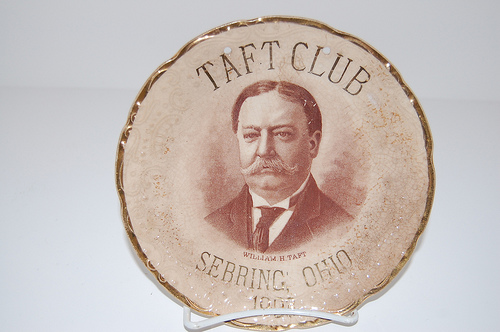 TAFT CLUB
WILLIAM. H. TAFT
SEBRING, OHIO